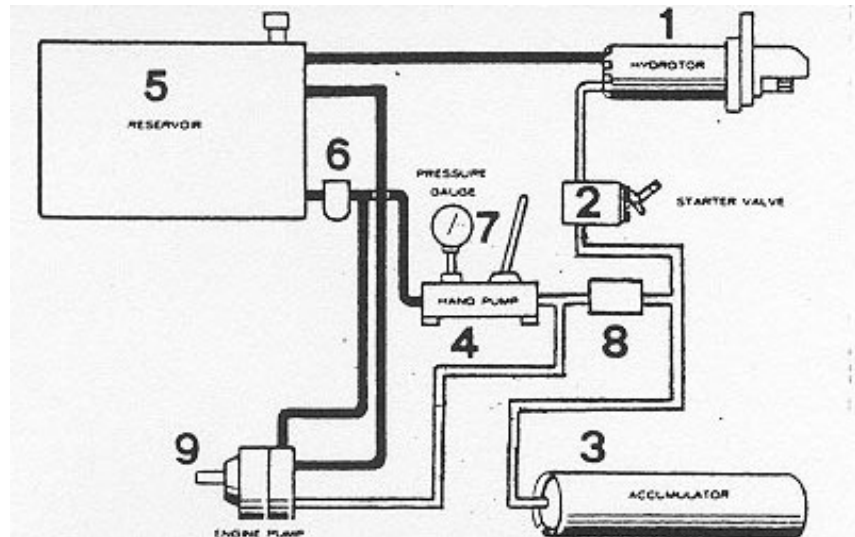 1
HYDROTOR
5
RESERVOIR
6
PRESSURE
GAUGE
7
2
STARTER VALVE
HAND PUMP
4
8
9
3
ACCUMULATOR
ENGINE PUMP